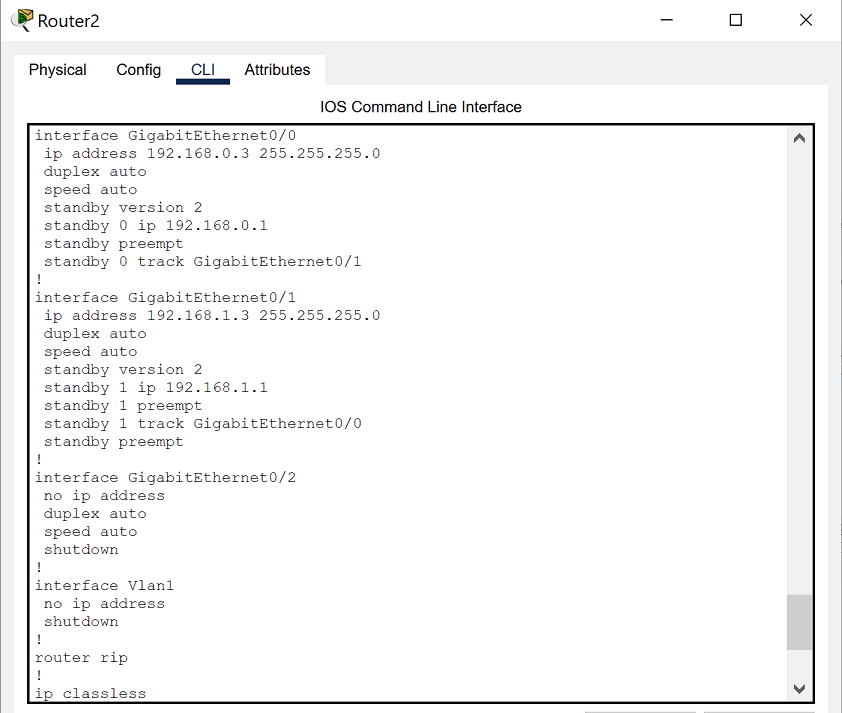 Router2
Physical Config CLI Attributes
IOS Command Line Interface
interface GigabitEthernet0/0
ip address 192.168.0.3 255.255.255.0
duplex auto
speed auto
standby version 2
standby 0 ip 192.168.0.1
standby preempt
standby 0 track GigabitEthernet0/1
!
interface GigabitEthernet0/1
ip address 192.168.1.3 255.255.255.0
duplex auto
speed auto
standby version 2
standby 1 ip 192.168.1.1
standby 1 preempt
standby 1 track GigabitEthernet0/0
standby preempt
!
interface GigabitEthernet0/2
no ip address
duplex auto
speed auto
shutdown
!
interface Vlan1
no ip address
shutdown
!
router rip
!
ip classless